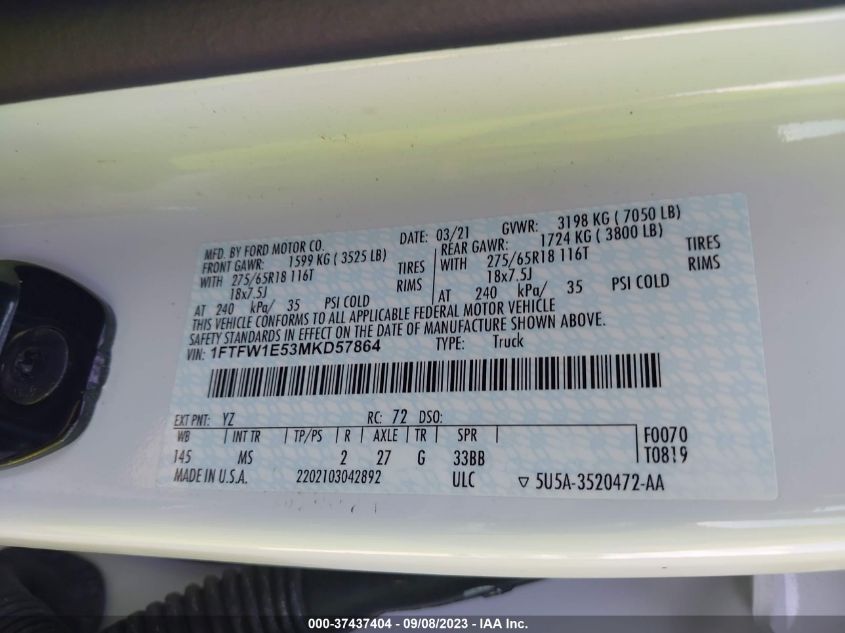 MFD. BY FORD MOTOR CO. DATE: 03/21 GVWR: 3198 KG ( 7050 LB)
FRONT GAWR: 1599 KG ( 3525 LB) REAR GAWR: 1724 KG ( 3800 LB)
WITH 275/65R18 116T TIRES WITH 275/65R18 116T TIRES
18x7.5J RIMS 18x7.5J RIMS
AT 240 kPa/ 35 PSI COLD AT 240 kPa/ 35 PSI COLD
THIS VEHICLE CONFORMS TO ALL APPLICABLE FEDERAL MOTOR VEHICLE
SAFETY STANDARDS IN EFFECT ON THE DATE OF MANUFACTURE SHOWN ABOVE.
VIN: 1FTFW1E53MKD57864 TYPE: Truck
EXT PNT: YZ RC: 72 DSO:
WB INT TR TP/PS R AXLE TR SPR F0070
145 MS 2 27 G 33BB T0819
MADE IN U.S.A. 2202103042892 ULC ▽ 5U5A-3520472-AA
000-37437404 - 09/08/2023 - IAA Inc.